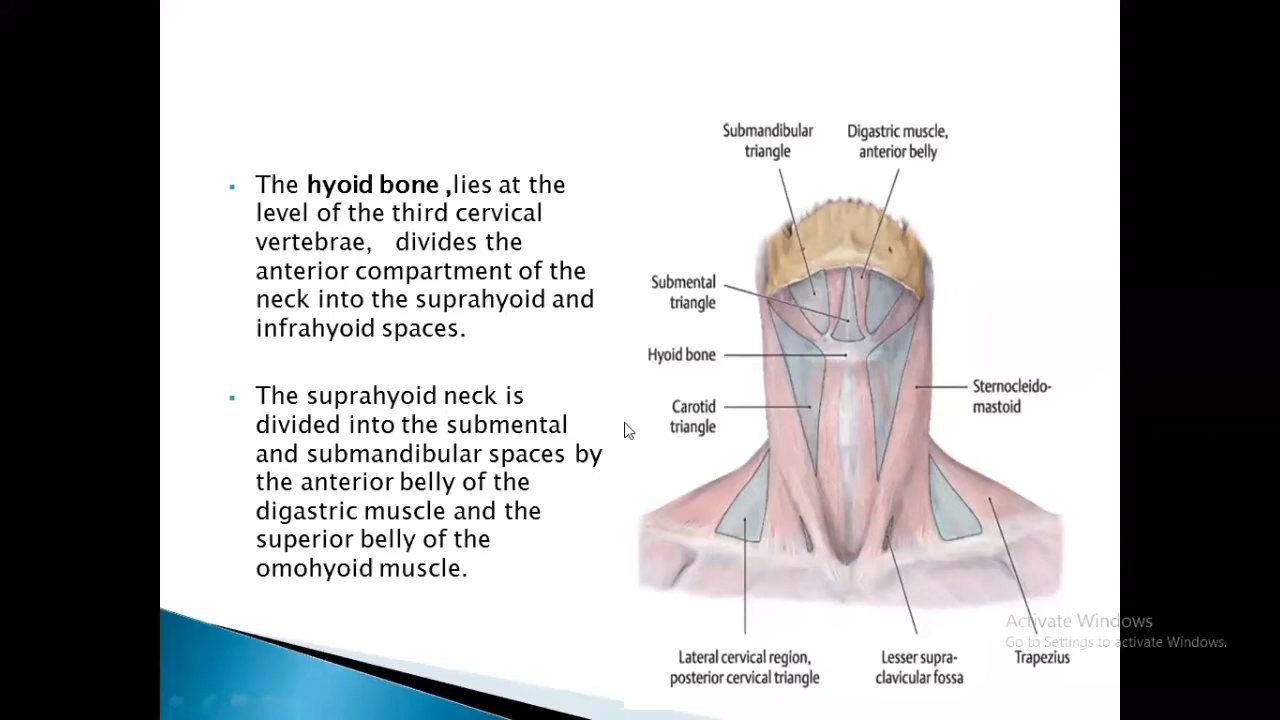 The hyoid bone ,lies at the
level of the third cervical
vertebrae, divides the
anterior compartment of the
neck into the suprahyoid and
infrahyoid spaces.
The suprahyoid neck is
divided into the submental
and submandibular spaces by
the anterior belly of the
digastric muscle and the
superior belly of the
omohyoid muscle.
Submandibular
triangle
Digastric muscle,
anterior belly
Submental
triangle
Hyoid bone
Carotid
triangle
Sternocleido-
mastoid
Lateral cervical region,
posterior cervical triangle
Lesser supra-
clavicular fossa
Trapezius
Activate Windows
Go to Settings to activate Windows.